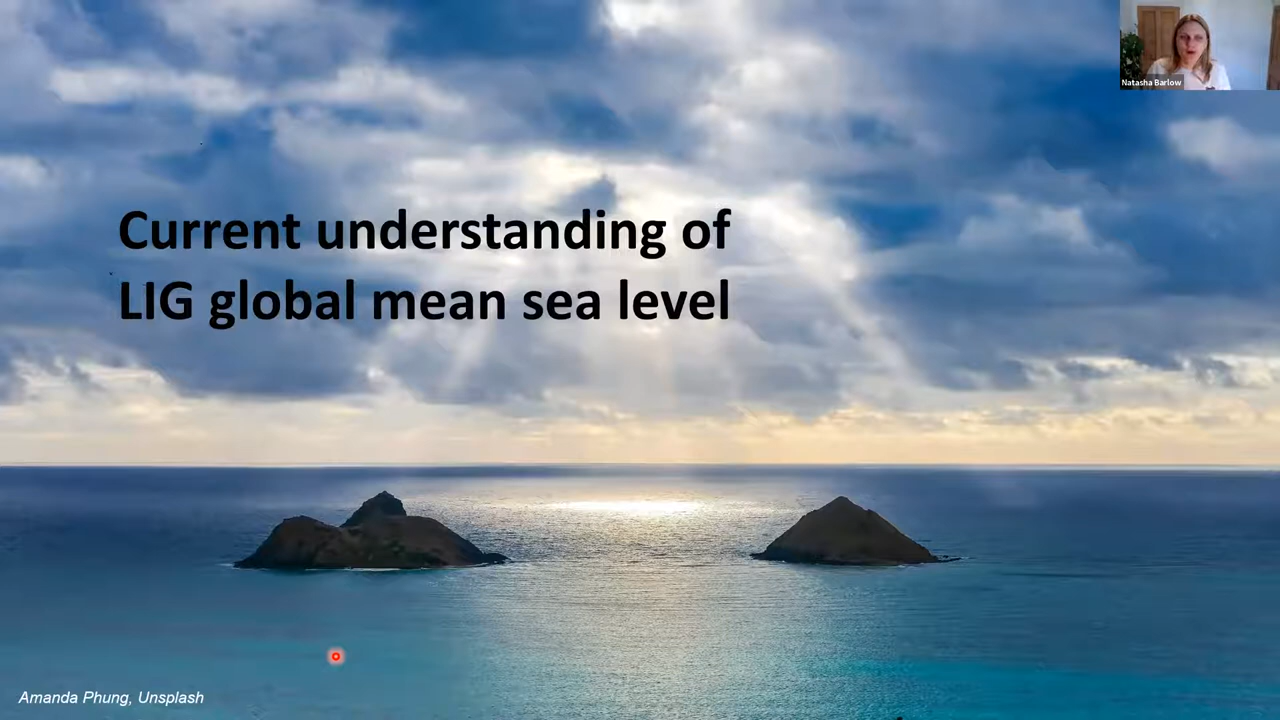 Natasha Barlow
Current understanding of
LIG global mean sea level
Amanda Phung, Unsplash